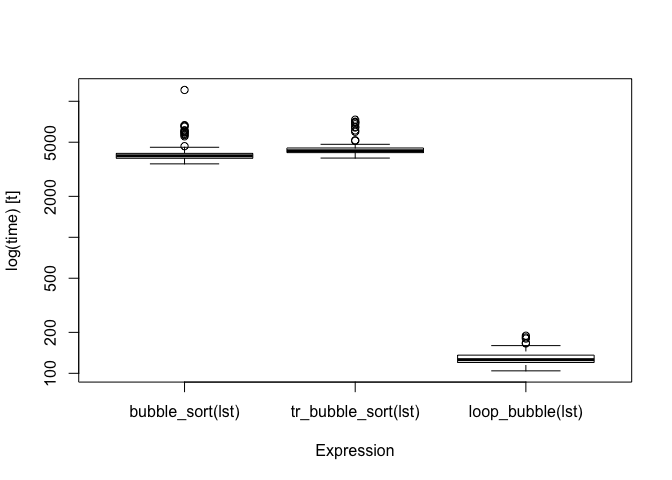 log(time) [t]
5000
2000
500
200
100
bubble_sort(lst)
tr_bubble_sort(lst)
loop_bubble(lst)
Expression